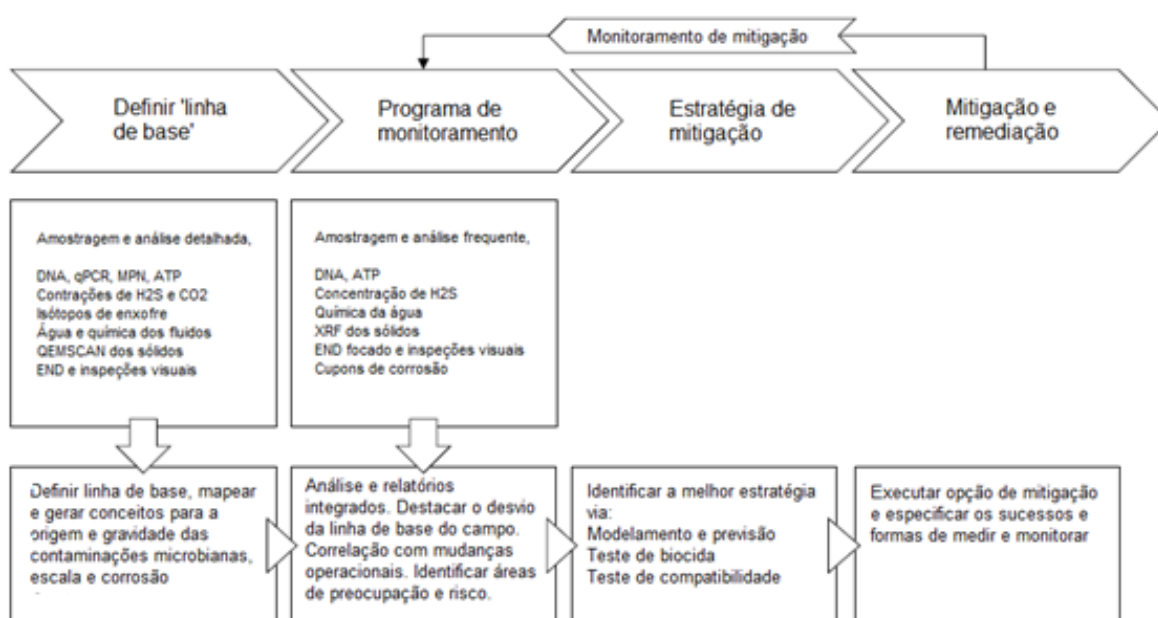 Monitoramento de mitigação
Definir 'linha
de base'
Programa de
monitoramento
Estratégia de
mitigação
Mitigação e
remediação
Amostragem e análise detalhada,
DNA, qPCR, MPN, ATP
Contrações de H2S e CO2
Isótopos de enxofre
Água e química dos fluidos
QEMSCAN dos sólidos
END e inspeções visuais
Amostragem e análise frequente,
DNA, ATP
Concentração de H2S
Química da água
XRF dos sólidos
END focado e inspeções visuais
Cupons de corrosão
Definir linha de base, mapear
e gerar conceitos para a
origem e gravidade das
contaminações microbianas,
escala e corrosão
Análise e relatórios
integrados. Destacar o desvio
da linha de base do campo.
Correlação com mudanças
operacionais. Identificar áreas
de preocupação e risco.
Identificar a melhor estratégia
via:
Modelamento e previsão
Teste de biocida
Teste de compatibilidade
Executar opção de mitigação
e especificar os sucessos e
formas de medir e monitorar